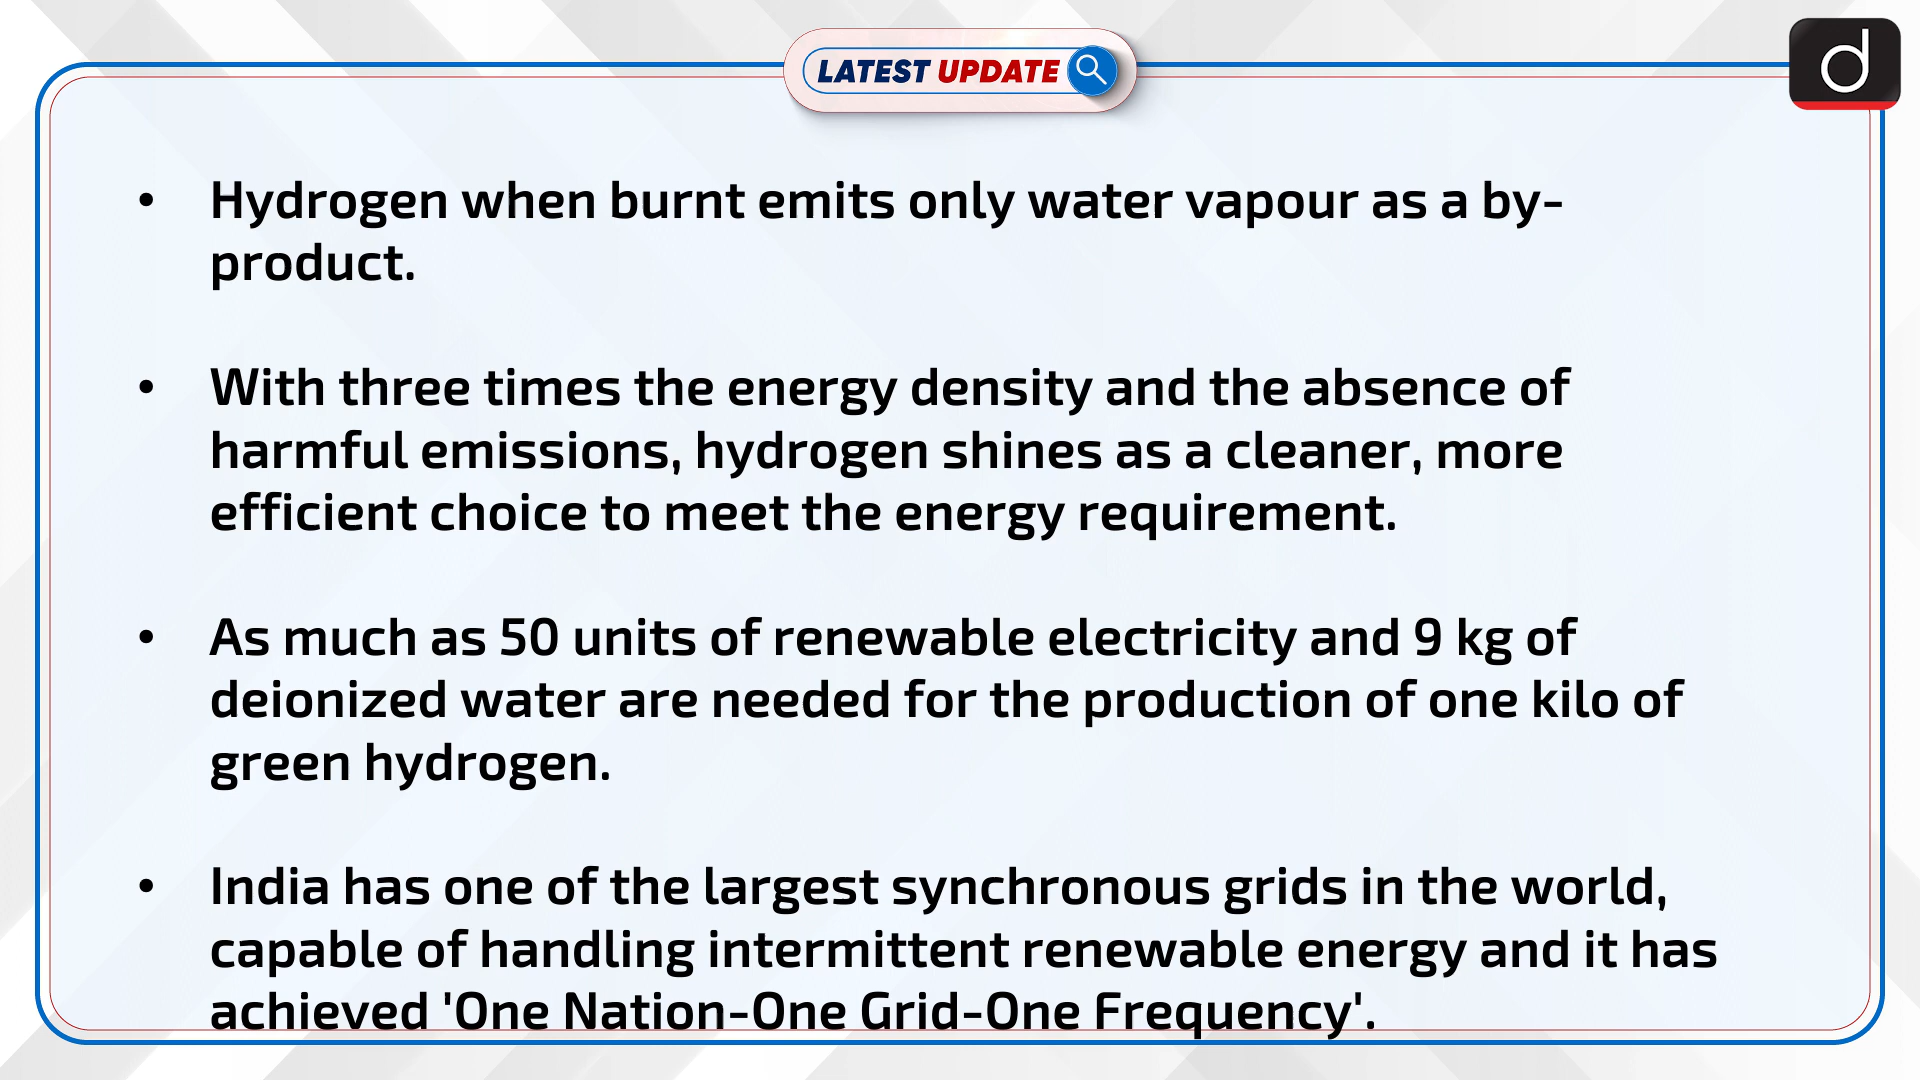 LATEST UPDATE
d
• Hydrogen when burnt emits only water vapour as a by-
product.
• With three times the energy density and the absence of
harmful emissions, hydrogen shines as a cleaner, more
efficient choice to meet the energy requirement.
• As much as 50 units of renewable electricity and 9 kg of
deionized water are needed for the production of one kilo of
green hydrogen.
• India has one of the largest synchronous grids in the world,
capable of handling intermittent renewable energy and it has
achieved 'One Nation-One Grid-One Frequency'.